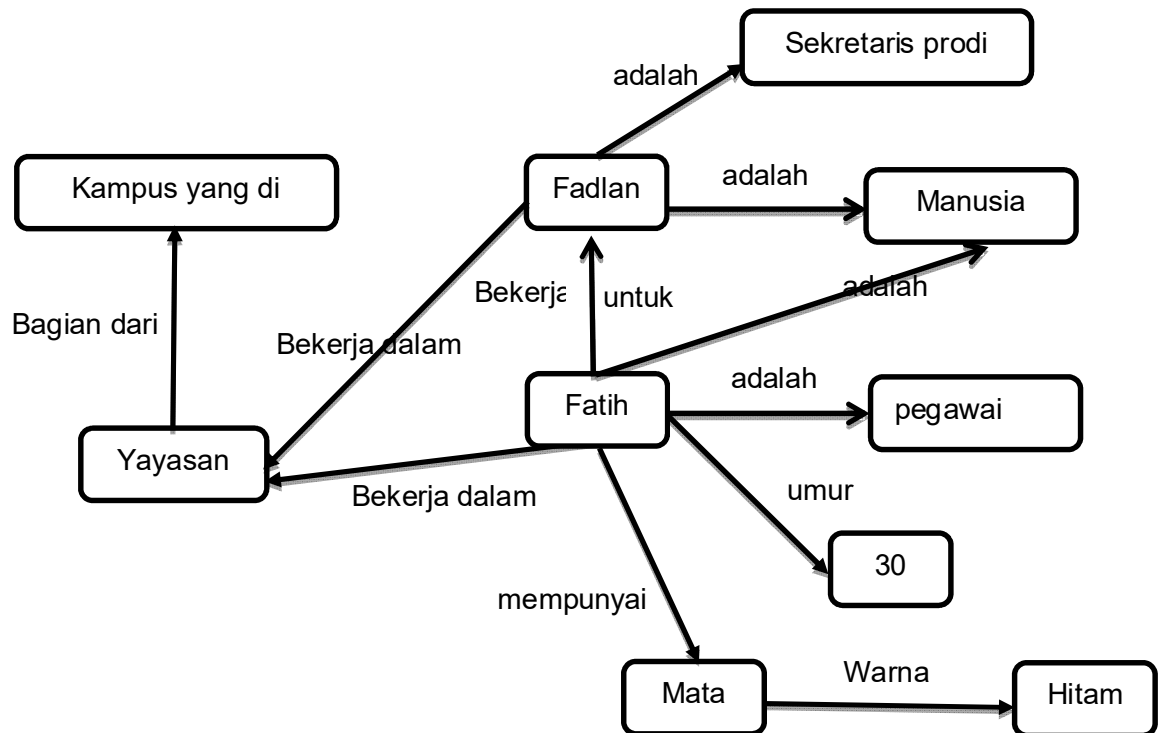 Sekretaris prodi
adalah
Kampus yang di
Fadlan
adalah
Manusia
Bekerja
untuk
adalah
Bagian dari
Bekerja dalam
Fatih
adalah
pegawai
Yayasan
Bekerja dalam
umur
30
mempunyai
Mata
Warna
Hitam